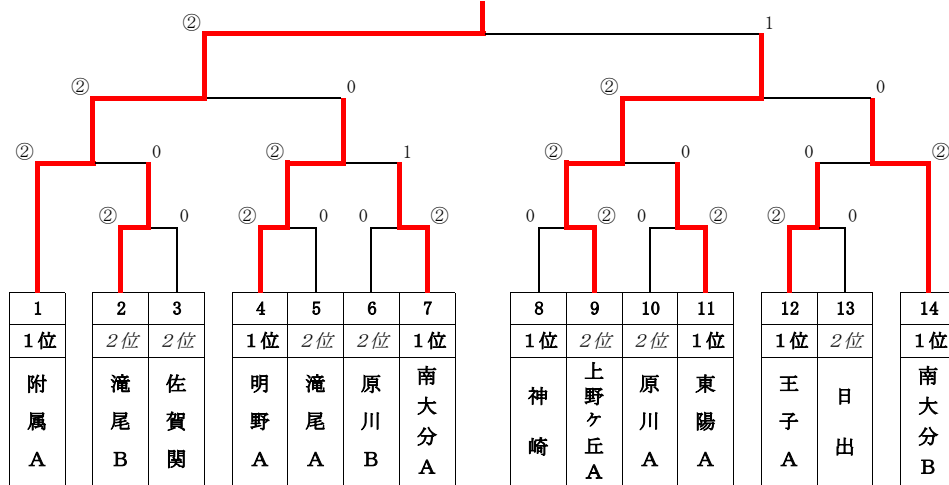 ② 1
② 0 ② 0
② 0 ② 1 ② 0 0 ②
② 0 ② 0 0 ② 0 ② 0 ② ② 0
1 2 3 4 5 6 7 8 9 10 11 12 13 14
1位 2位 2位 1位 2位 2位 1位 1位 2位 2位 1位 1位 2位 1位
附属A
滝尾B
佐賀関
明野A
滝尾A
原川B
南大分A
神崎
上野ケ丘A
原川A
東陽A
王子A
日出
南大分B